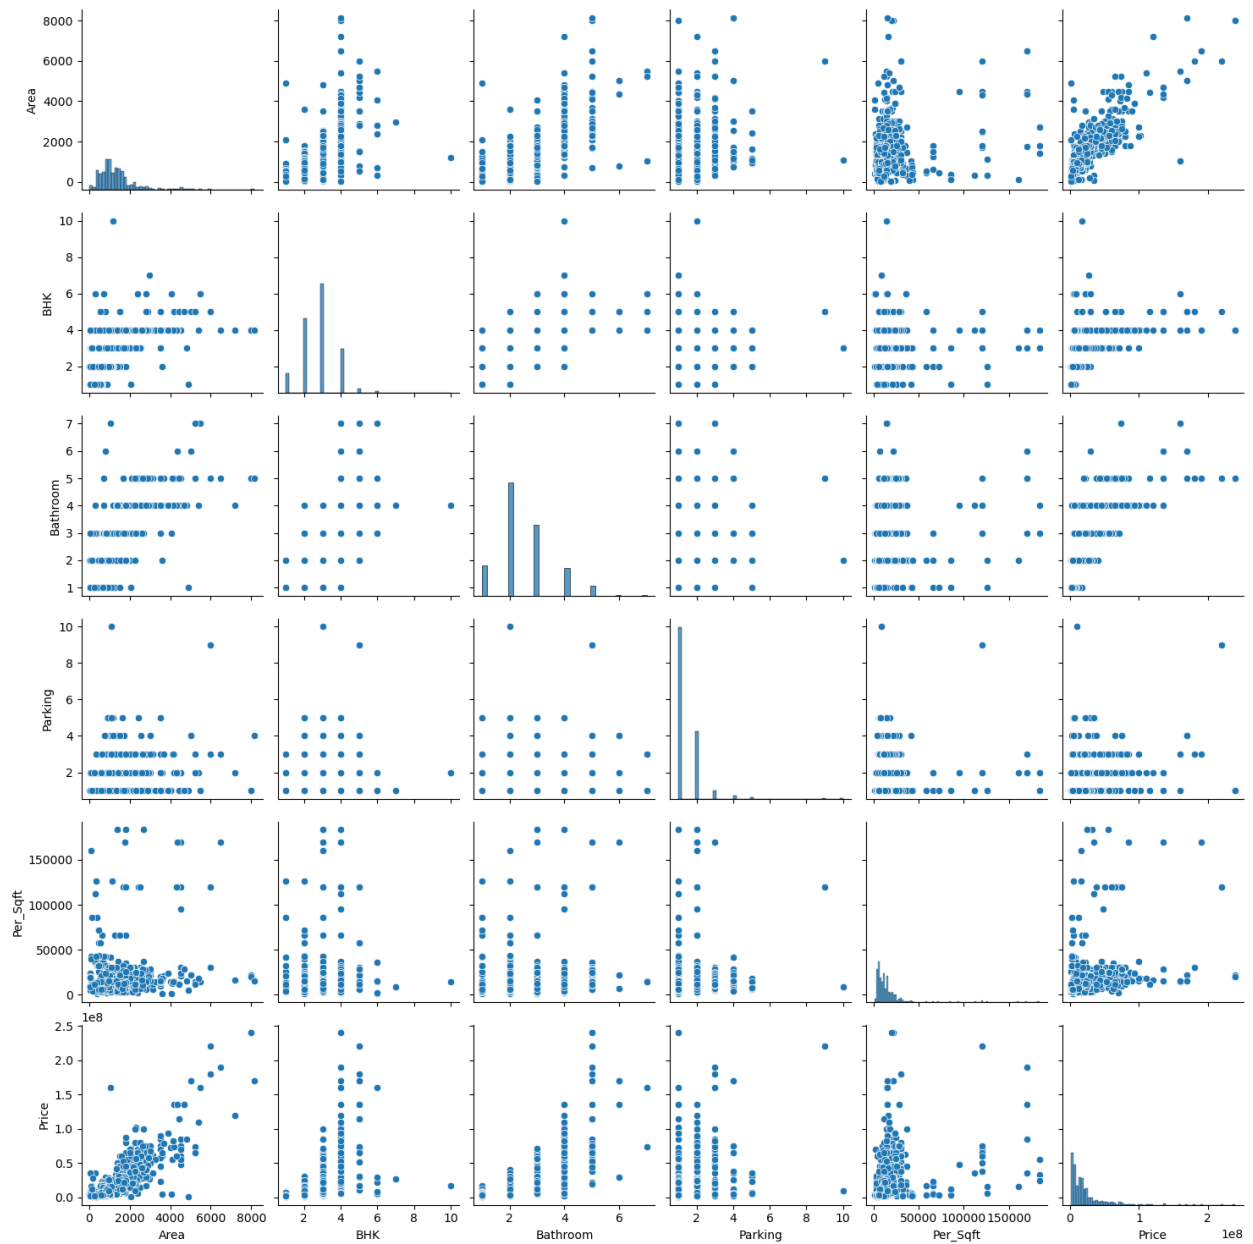 8000
6000
4000
2000
0
Area
10
8
6
4
2
BHK
7
6
5
4
3
2
1
Bathroom
10
8
6
4
2
Parking
150000
100000
50000
0
Per_Sqft
1e8
2.5
2.0
1.5
1.0
0.5
0.0
Price
0 2000 4000 6000 8000
Area
2 4 6 8 10
BHK
2 4 6
Bathroom
2 4 6 8 10
Parking
0 50000 100000 150000
Per_Sqft
0 1 2
1e8
Price